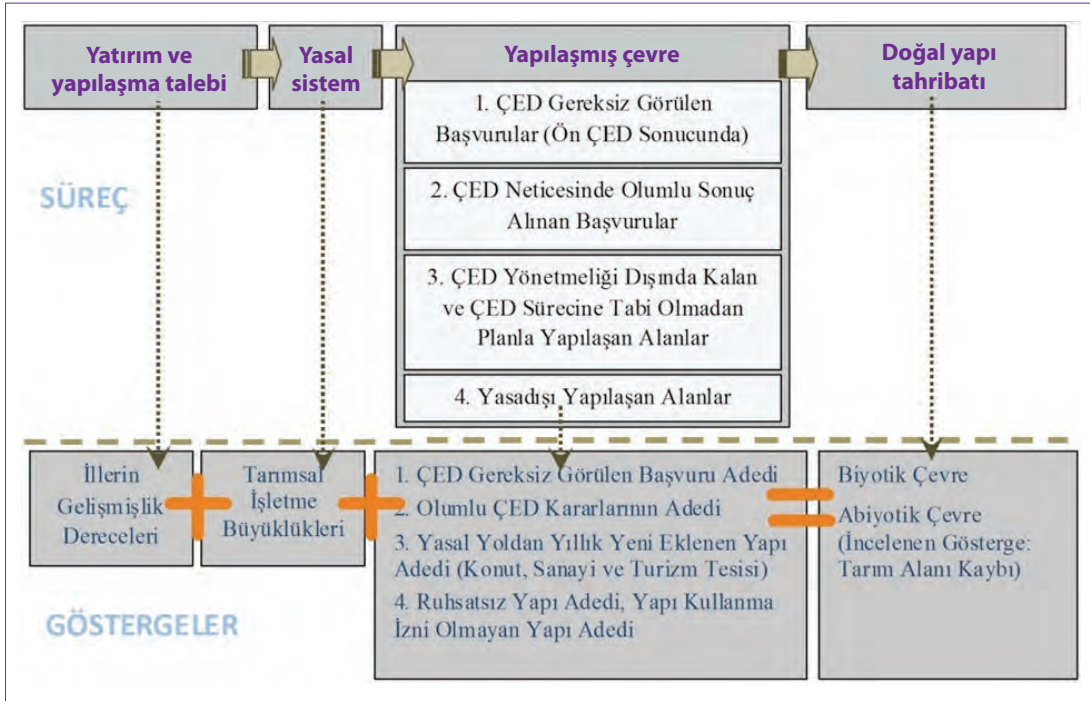 Yatırım ve
yapılaşma talebi
Yasal
sistem
Yapılaşmış çevre
Doğal yapı
tahribatı
SÜREÇ
1. ÇED Gereksiz Görülen
Başvurular (Ön ÇED Sonucunda)
2. ÇED Neticesinde Olumlu Sonuç
Alınan Başvurular
3. ÇED Yönetmeliği Dışında Kalan
ve ÇED Sürecine Tabi Olmadan
Planla Yapılaşan Alanlar
4. Yasadışı Yapılaşan Alanlar
İllerin
Gelişmişlik
Dereceleri
Tarımsal
İşletme
Büyüklükleri
1. ÇED Gereksiz Görülen Başvuru Adedi
2. Olumlu ÇED Kararlarının Adedi
3. Yasal Yoldan Yıllık Yeni Eklenen Yapı
Adedi (Konut, Sanayi ve Turizm Tesisi)
4. Ruhsatsız Yapı Adedi, Yapı Kullanma
İzni Olmayan Yapı Adedi
Biyotik Çevre
Abiyotik Çevre
(İncelenen Gösterge:
Tarım Alanı Kaybı)
GÖSTERGELER